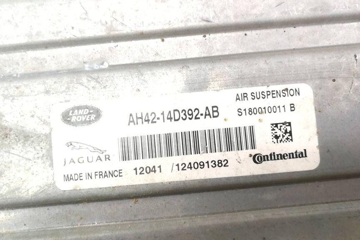 LAND-
ROVER
AH42-14D392-AB
AIR SUSPENSION
S180010011 B
JAGUAR
MADE IN FRANCE
12041 /124091382
Continental